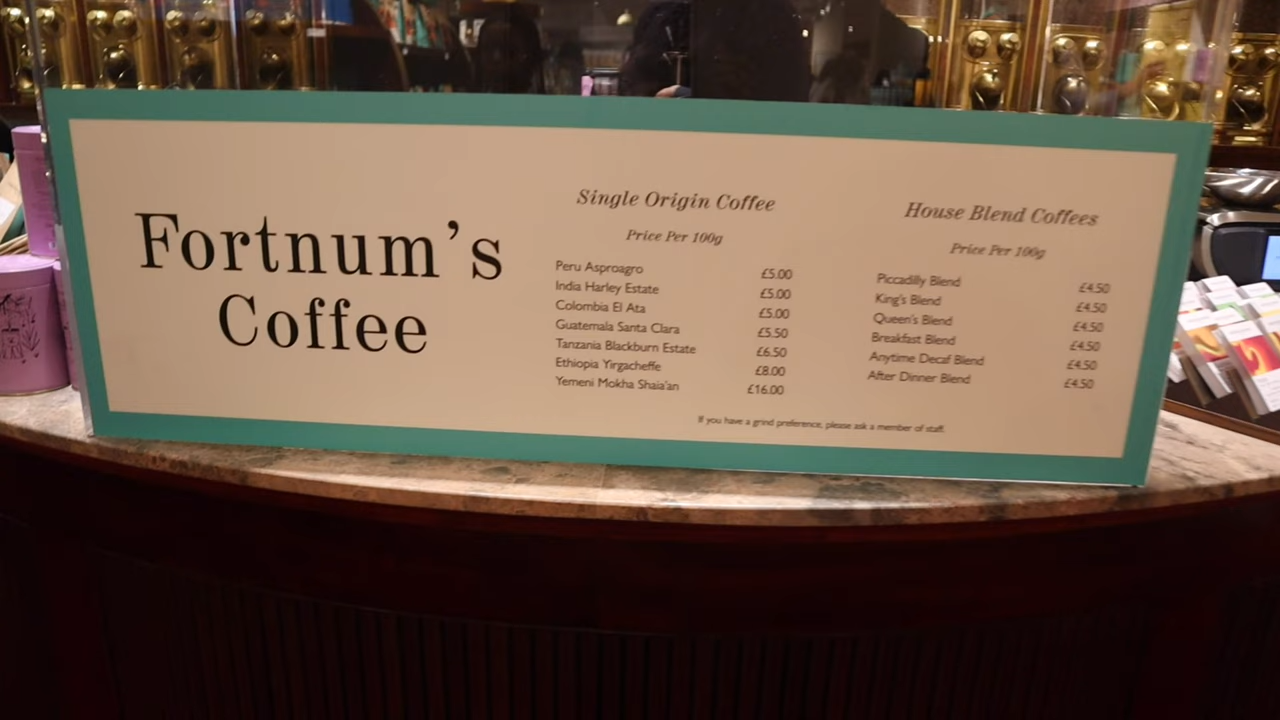 Fortnum's
Coffee
Single Origin Coffee
Price Per 100g
Peru Asproagro £5.00
India Harley Estate £5.00
Colombia El Ata £5.00
Guatemala Santa Clara £5.50
Tanzania Blackburn Estate £6.50
Ethiopia Yirgacheffe £8.00
Yemeni Mokha Shaia'an £16.00
House Blend Coffees
Price Per 100g
Piccadilly Blend £4.50
King's Blend £4.50
Queen's Blend £4.50
Breakfast Blend £4.50
Anytime Decaf Blend £4.50
After Dinner Blend £4.50
If you have a grind preference, please ask a member of staff.